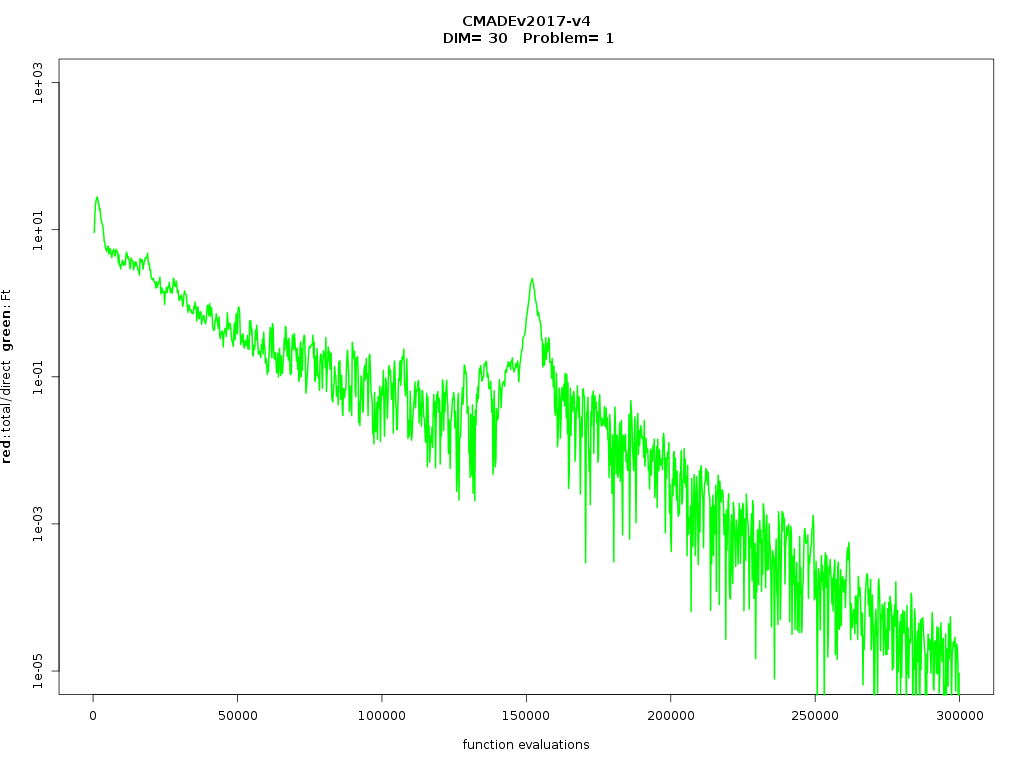 CMADEv2017-v4
DIM= 30 Problem= 1
1e+03
1e+01
1e-01
1e-03
1e-05
red: total/direct green: Ft
0 50000 100000 150000 200000 250000 300000
function evaluations